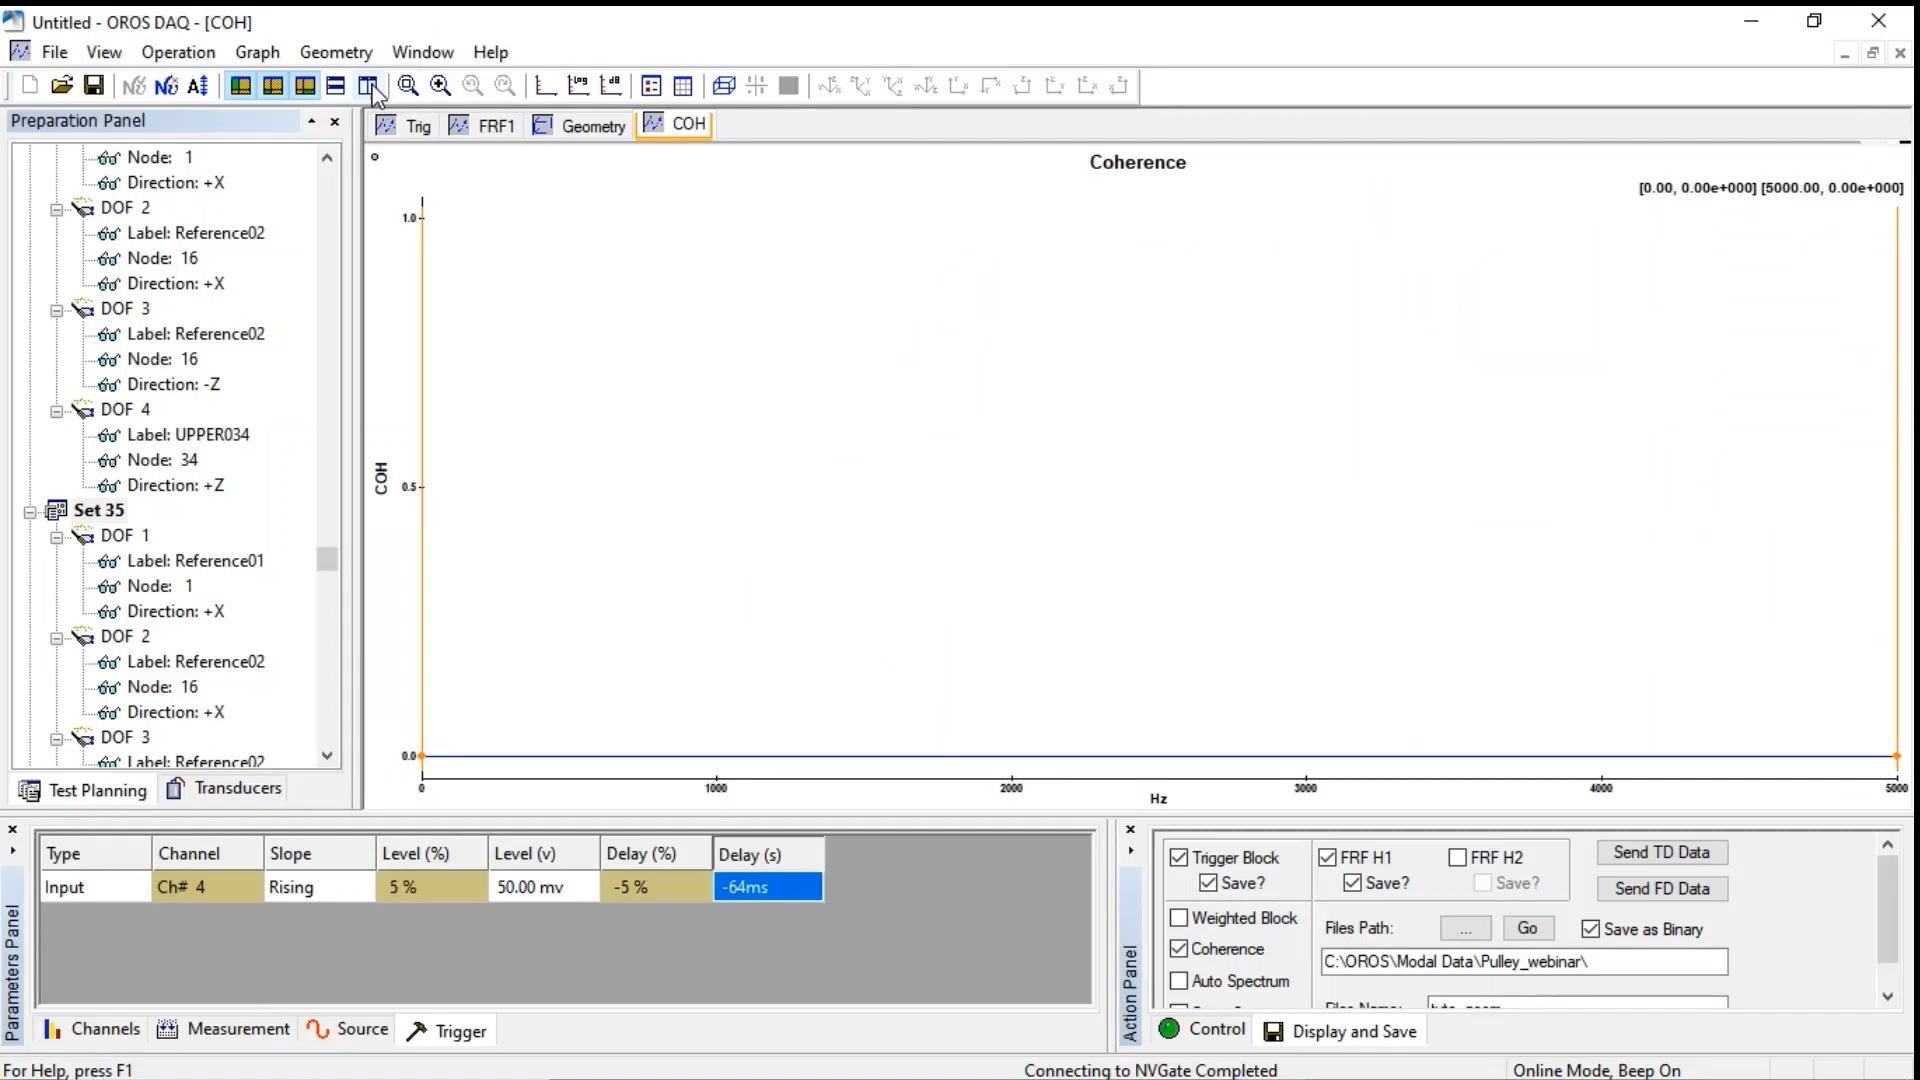 Untitled - OROS DAQ - [COH]
File View Operation Graph Geometry Window Help
Preparation Panel
Trig FRF1 Geometry COH
Node: 1
Direction: +X
DOF 2
Label: Reference02
Node: 16
Direction: +X
DOF 3
Label: Reference02
Node: 16
Direction: -Z
DOF 4
Label: UPPER034
Node: 34
Direction: +Z
Set 35
DOF 1
Label: Reference01
Node: 1
Direction: +X
DOF 2
Label: Reference02
Node: 16
Direction: +X
DOF 3
Label: Reference02
Test Planning Transducers
Coherence
[0.00, 0.00e+000] [5000.00, 0.00e+000]
1.0
COH
0.5
0.0
0 1000 2000 3000 4000 5000
Hz
Parameters Panel
Type Channel Slope Level (%) Level (v) Delay (%) Delay (s)
Input Ch# 4 Rising 5 % 50.00 mv -5 % -64ms
Channels Measurement Source Trigger
Action Panel
Trigger Block FRF H1 FRF H2 Send TD Data
Save? Save? Save? Send FD Data
Weighted Block Files Path: ... Go Save as Binary
Coherence C:\OROS\Modal Data\Pulley_webinar\
Auto Spectrum
Control Display and Save
For Help, press F1 Connecting to NVGate Completed Online Mode, Beep On